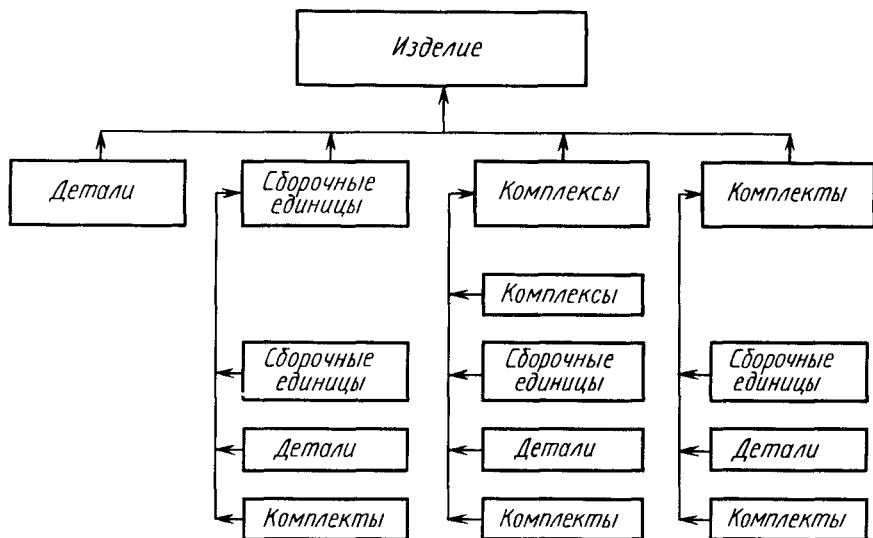 Изделие
Детали
Сборочные
единицы
Комплексы
Комплекты
Комплексы
Сборочные
единицы
Сборочные
единицы
Сборочные
единицы
Детали
Детали
Детали
Комплекты
Комплекты
Комплекты